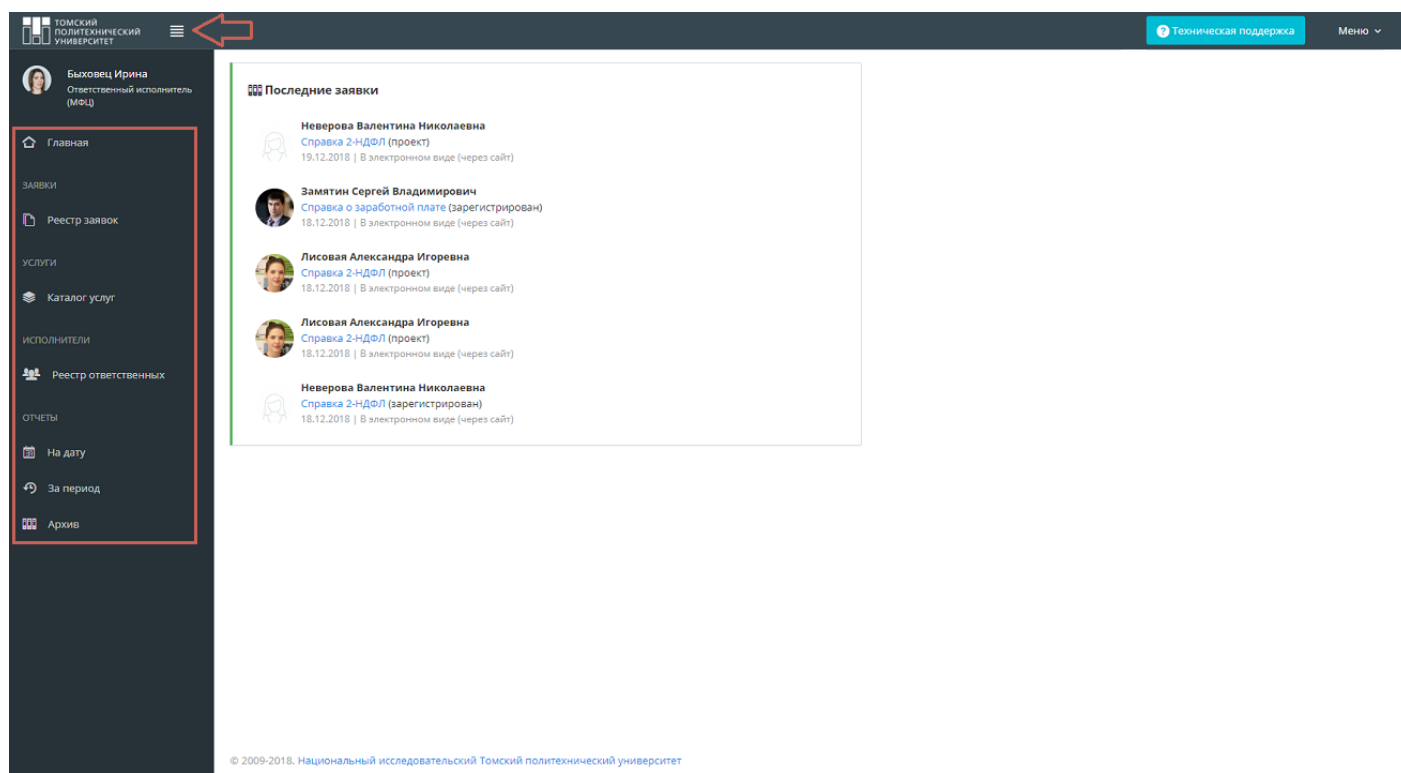 ТОМСКИЙ
ПОЛИТЕХНИЧЕСКИЙ
УНИВЕРСИТЕТ
Техническая поддержка
Меню
Быховец Ирина
Ответственный исполнитель
(МФЦ)
Главная
ЗАЯВКИ
Реестр заявок
УСЛУГИ
Каталог услуг
ИСПОЛНИТЕЛИ
Реестр ответственных
ОТЧЕТЫ
На дату
За период
Архив
Последние заявки
Неверова Валентина Николаевна
Справка 2-НДФЛ (проект)
19.12.2018 | В электронном виде (через сайт)
Замятин Сергей Владимирович
Справка о заработной плате (зарегистрирован)
18.12.2018 | В электронном виде (через сайт)
Лисовая Александра Игоревна
Справка 2-НДФЛ (проект)
18.12.2018 | В электронном виде (через сайт)
Лисовая Александра Игоревна
Справка 2-НДФЛ (проект)
18.12.2018 | В электронном виде (через сайт)
Неверова Валентина Николаевна
Справка 2-НДФЛ (зарегистрирован)
18.12.2018 | В электронном виде (через сайт)
© 2009-2018. Национальный исследовательский Томский политехнический университет